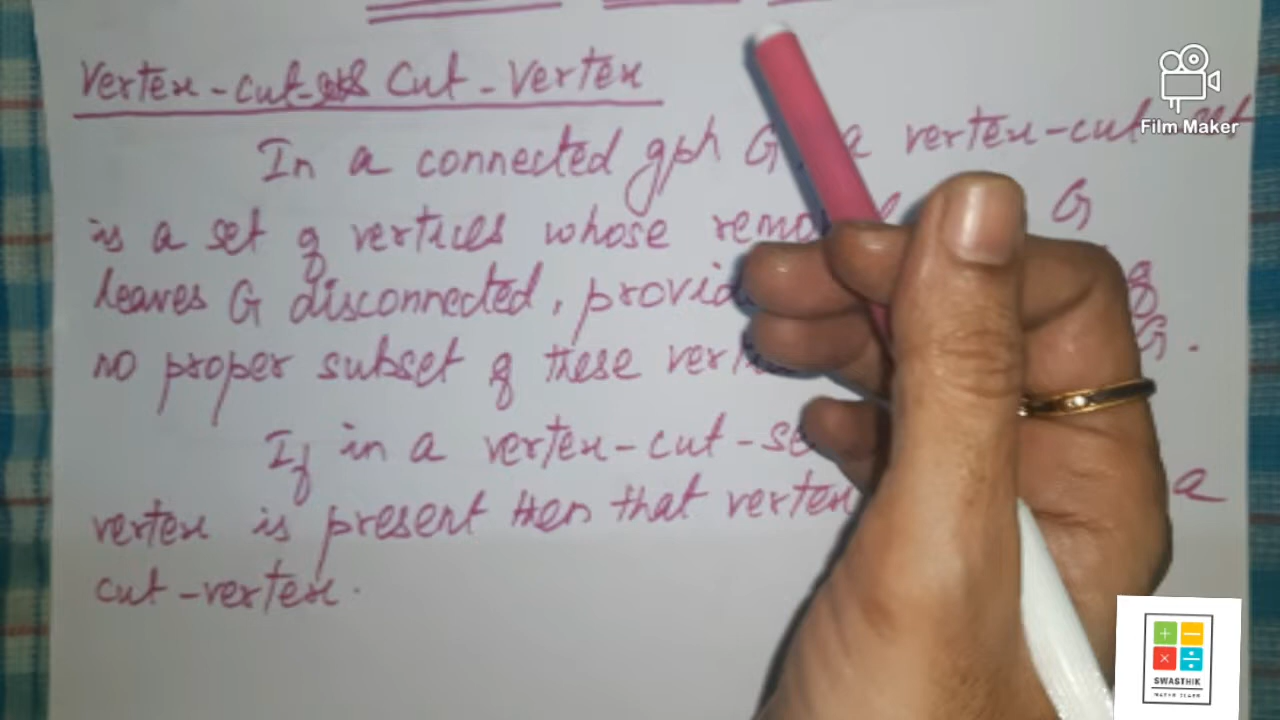 Vertex-cut-set Cut-Vertex
In a connected gph G a vertex-cut-set
is a set of vertices whose remo G
leaves G disconnected, provid
no proper subset of these ver G.
If in a vertex-cut-se
vertex is present then that vertex a
cut-vertex.
Film Maker
SWASTHIK